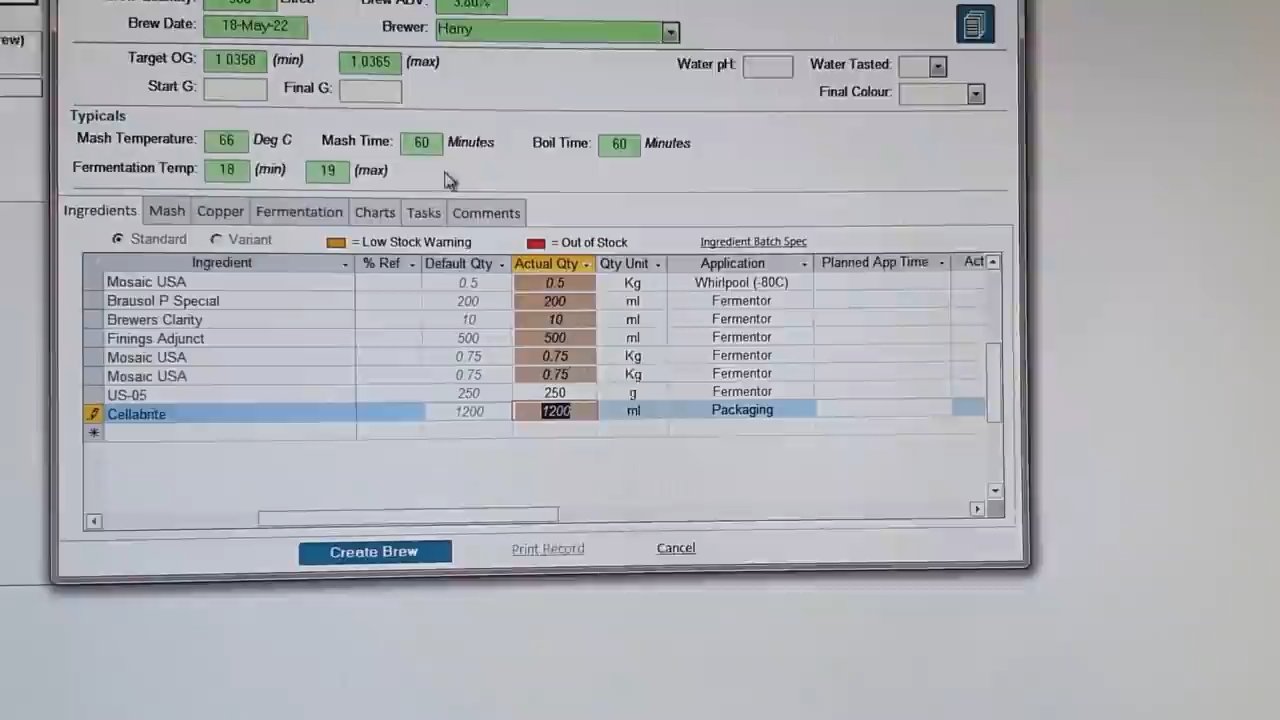 Brew Date: 18-May-22 Brewer: Harry
ew)
Target OG: 1.0358 (min) 1.0365 (max) Water pH: Water Tasted:
Start G: Final G: Final Colour:
Typicals
Mash Temperature: 66 Deg C Mash Time: 60 Minutes Boil Time: 60 Minutes
Fermentation Temp: 18 (min) 19 (max)
Ingredients Mash Copper Fermentation Charts Tasks Comments
Standard Variant = Low Stock Warning = Out of Stock Ingredient Batch Spec
Ingredient % Ref Default Qty Actual Qty Qty Unit Application Planned App Time Act
Mosaic USA 0.5 0.5 Kg Whirlpool (-80C)
Brausol P Special 200 200 ml Fermentor
Brewers Clarity 10 10 ml Fermentor
Finings Adjunct 500 500 ml Fermentor
Mosaic USA 0.75 0.75 Kg Fermentor
Mosaic USA 0.75 0.75 Kg Fermentor
US-05 250 250 g Fermentor
Cellabrite 1200 1200 ml Packaging
Create Brew Print Record Cancel